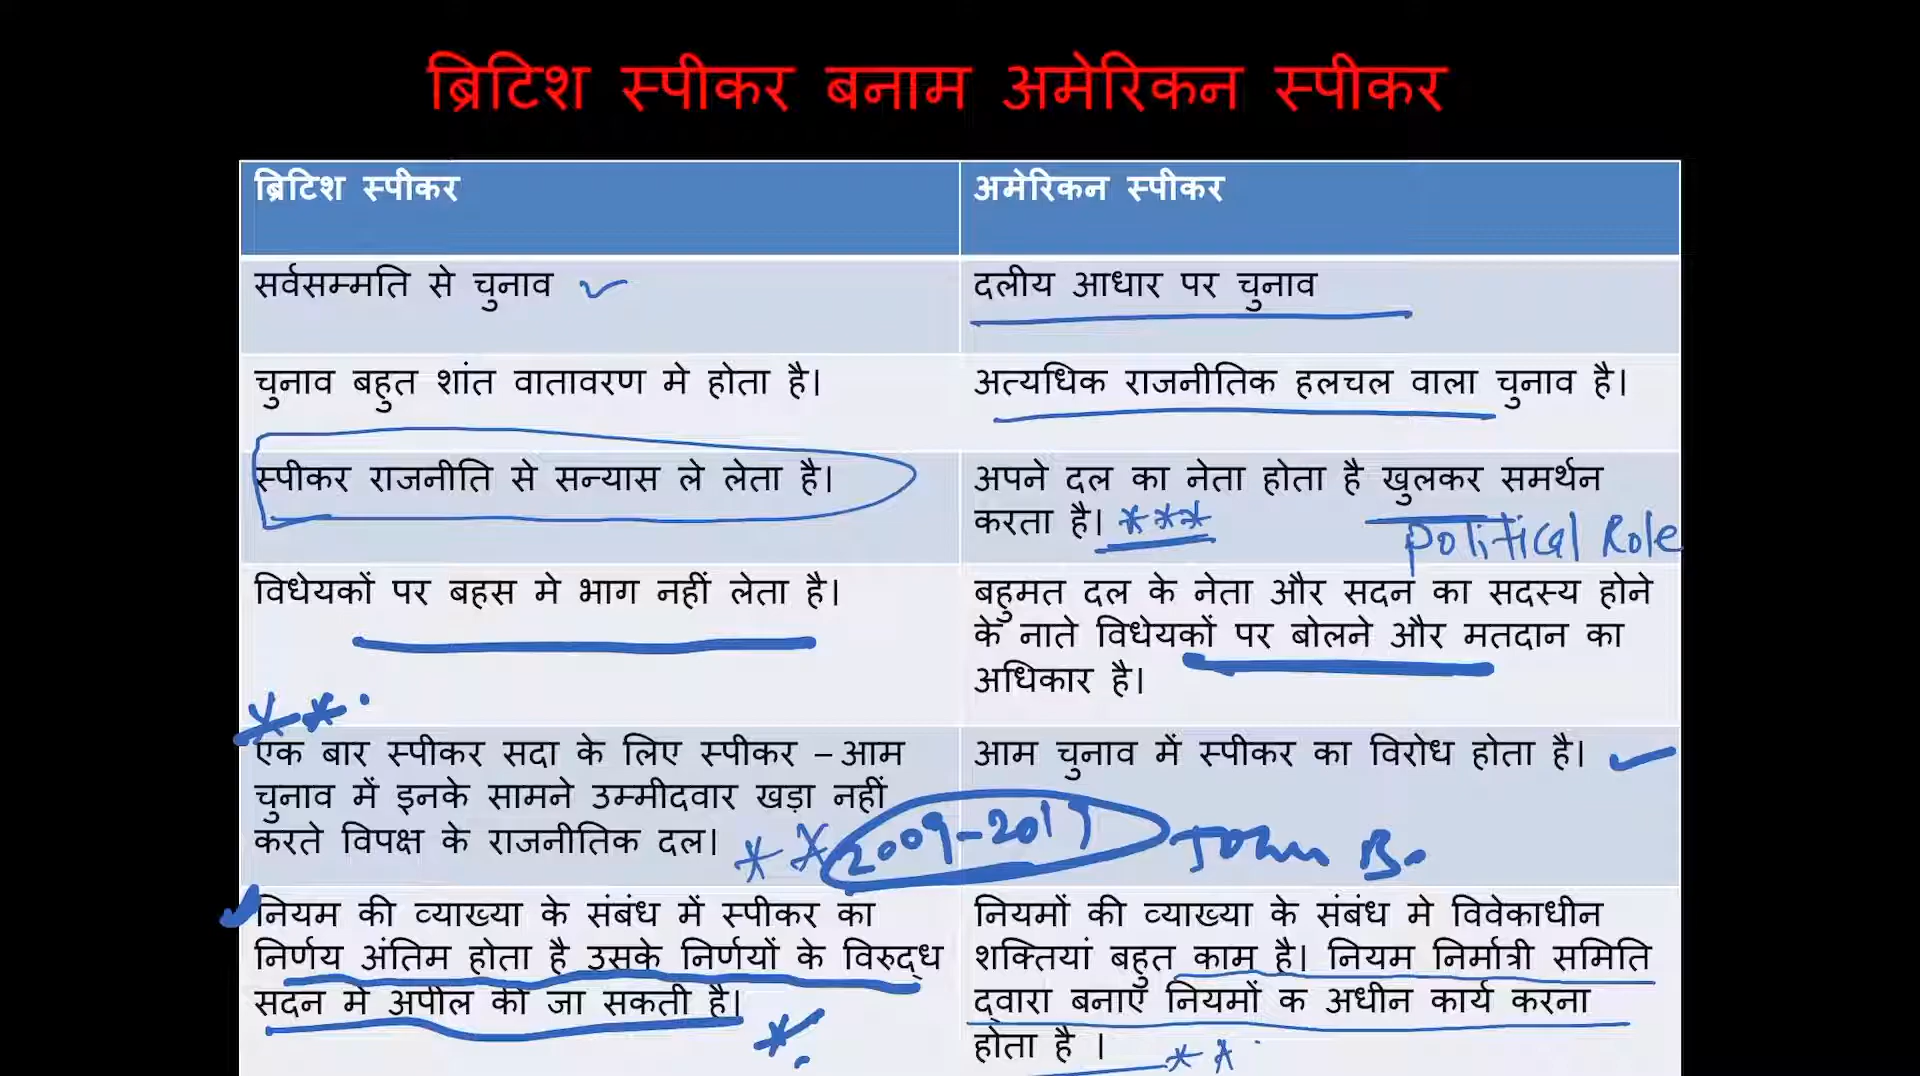 ब्रिटिश स्पीकर बनाम अमेरिकन स्पीकर
ब्रिटिश स्पीकर
अमेरिकन स्पीकर
सर्वसम्मति से चुनाव
दलीय आधार पर चुनाव
चुनाव बहुत शांत वातावरण मे होता है।
अत्यधिक राजनीतिक हलचल वाला चुनाव है।
स्पीकर राजनीति से सन्यास ले लेता है।
अपने दल का नेता होता है खुलकर समर्थन
करता है। ***
Political Role
विधेयकों पर बहस मे भाग नहीं लेता है।
बहुमत दल के नेता और सदन का सदस्य होने
के नाते विधेयकों पर बोलने और मतदान का
अधिकार है।
एक बार स्पीकर सदा के लिए स्पीकर – आम
चुनाव में इनके सामने उम्मीदवार खड़ा नहीं
करते विपक्ष के राजनीतिक दल।
आम चुनाव में स्पीकर का विरोध होता है।
2009-2019 John B.
नियम की व्याख्या के संबंध में स्पीकर का
निर्णय अंतिम होता है उसके निर्णयों के विरुद्ध
सदन मे अपील की जा सकती है।
नियमों की व्याख्या के संबंध मे विवेकाधीन
शक्तियां बहुत काम है। नियम निर्मात्री समिति
द्वारा बनाए नियमों क अधीन कार्य करना
होता है ।